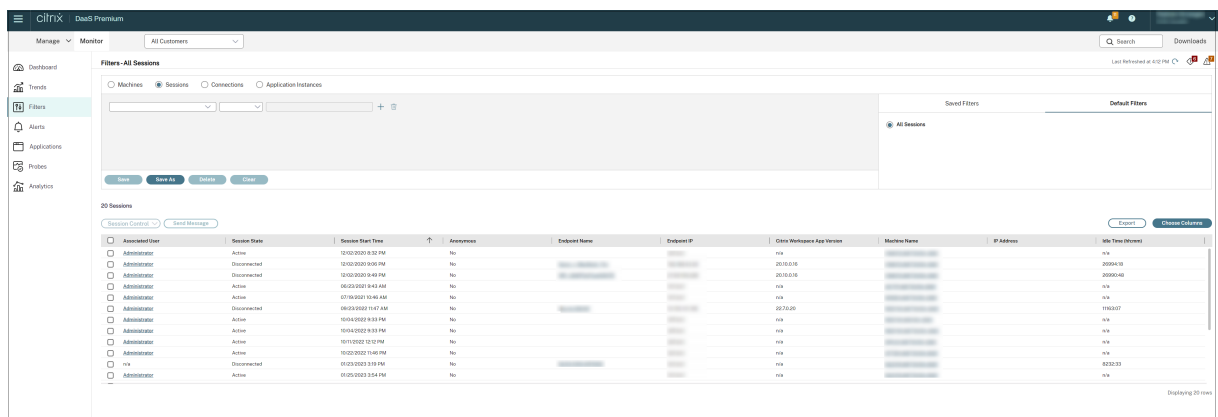 citrix DaaS Premium
Manage Monitor All Customers Search Downloads
Dashboard
Trends
Filters
Alerts
Applications
Probes
Analytics
Filters - All Sessions Last Refreshed at 4:12 PM
Machines Sessions Connections Application Instances
Saved Filters Default Filters
All Sessions
Save Save As Delete Clear
20 Sessions
Session Control Send Message Export Choose Columns
Associated User Session State Session Start Time Anonymous Endpoint Name Endpoint IP Citrix Workspace App Version Machine Name IP Address Idle Time (hh:mm)
Administrator Active 12/02/2020 8:32 PM No n/a n/a
Administrator Disconnected 12/02/2020 9:06 PM No 20.10.0.16 26994:18
Administrator Disconnected 12/02/2020 9:49 PM No 20.10.0.16 26990:48
Administrator Active 06/23/2021 9:43 AM No n/a n/a
Administrator Active 07/19/2021 10:46 AM No n/a n/a
Administrator Disconnected 09/23/2022 11:47 AM No 22.7.0.20 11163:07
Administrator Active 10/04/2022 9:33 PM No n/a n/a
Administrator Active 10/04/2022 9:33 PM No n/a n/a
Administrator Active 10/11/2022 12:12 PM No n/a n/a
Administrator Active 10/22/2022 11:46 PM No n/a n/a
n/a Disconnected 01/23/2023 3:19 PM No n/a 8232:33
Administrator Active 01/25/2023 3:54 PM No n/a n/a
Displaying 20 rows